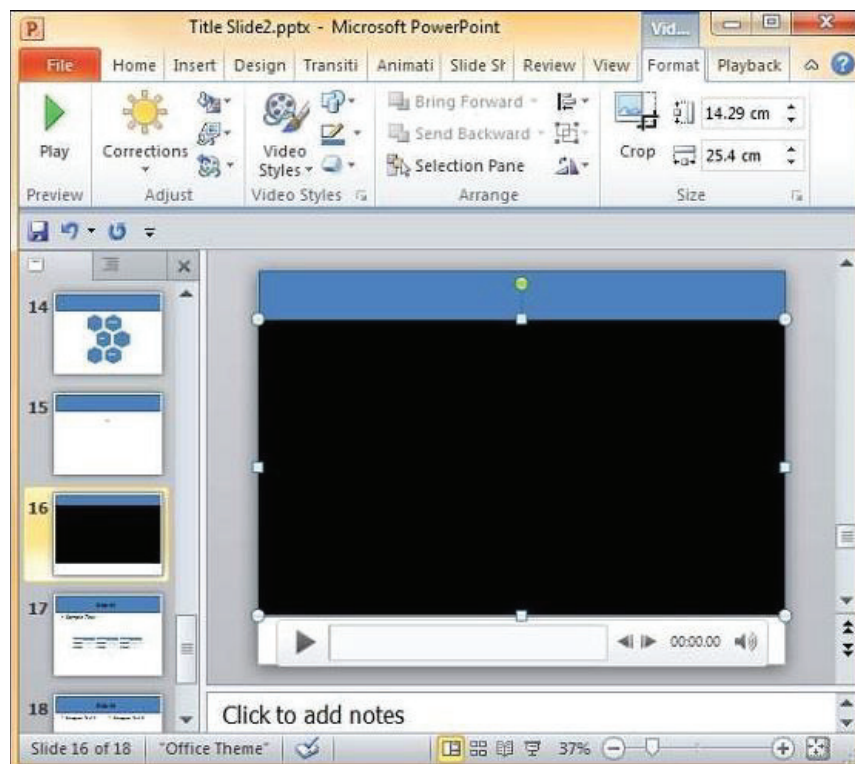 Title Slide2.pptx - Microsoft PowerPoint Vid...
File Home Insert Design Transiti Animati Slide Sh Review View Format Playback
Play
Corrections
Video Styles
Bring Forward
Send Backward
Selection Pane
Crop
14.29 cm
25.4 cm
Preview Adjust Video Styles Arrange Size
14
15
16
17
18
00:00.00
Click to add notes
Slide 16 of 18 "Office Theme" 37%